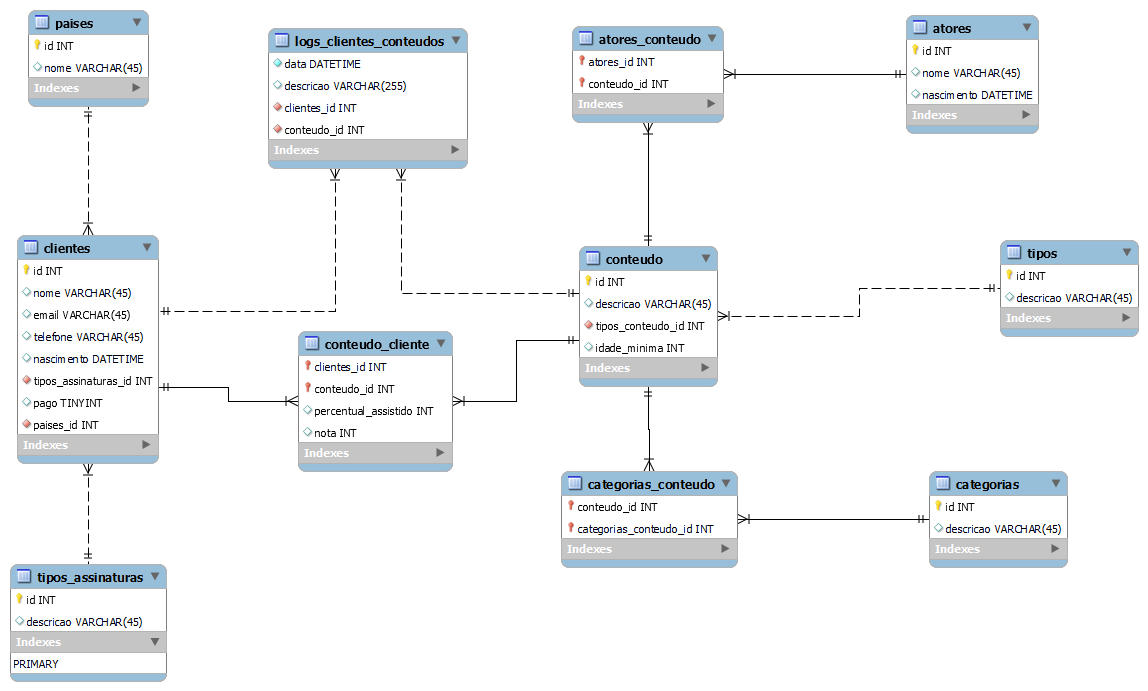 paises
id INT
nome VARCHAR(45)
Indexes
logs_clientes_conteudos
data DATETIME
descricao VARCHAR(255)
clientes_id INT
conteudo_id INT
Indexes
atores_conteudo
atores_id INT
conteudo_id INT
Indexes
atores
id INT
nome VARCHAR(45)
nascimento DATETIME
Indexes
clientes
id INT
nome VARCHAR(45)
email VARCHAR(45)
telefone VARCHAR(45)
nascimento DATETIME
tipos_assinaturas_id INT
pago TINYINT
paises_id INT
Indexes
conteudo_cliente
clientes_id INT
conteudo_id INT
percentual_assistido INT
nota INT
Indexes
conteudo
id INT
descricao VARCHAR(45)
tipos_conteudo_id INT
idade_minima INT
Indexes
tipos
id INT
descricao VARCHAR(45)
Indexes
categorias_conteudo
conteudo_id INT
categorias_conteudo_id INT
Indexes
categorias
id INT
descricao VARCHAR(45)
Indexes
tipos_assinaturas
id INT
descricao VARCHAR(45)
Indexes
PRIMARY